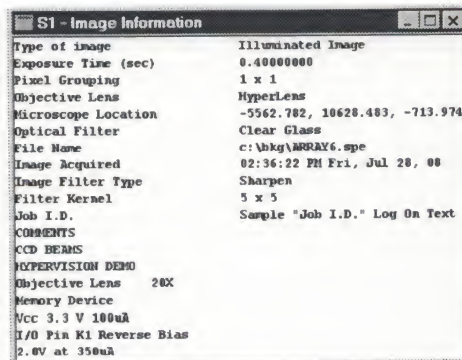 S1 - Image Information
Type of image Illuminated Image
Exposure Time (sec) 0.40000000
Pixel Grouping 1 x 1
Objective Lens HyperLens
Microscope Location -5562.782, 10628.483, -713.974
Optical Filter Clear Glass
File Name c:\bkg\ARRAY6.spe
Image Acquired 02:36:22 PM Fri, Jul 28, 00
Image Filter Type Sharpen
Filter Kernel 5 x 5
Job I.D. Sample "Job I.D." Log On Text
COMMENTS
CCD BEAMS
HYPERVISION DEMO
Objective Lens 20X
Memory Device
Vcc 3.3 V 100uA
I/O Pin K1 Reverse Bias
2.0V at 350uA